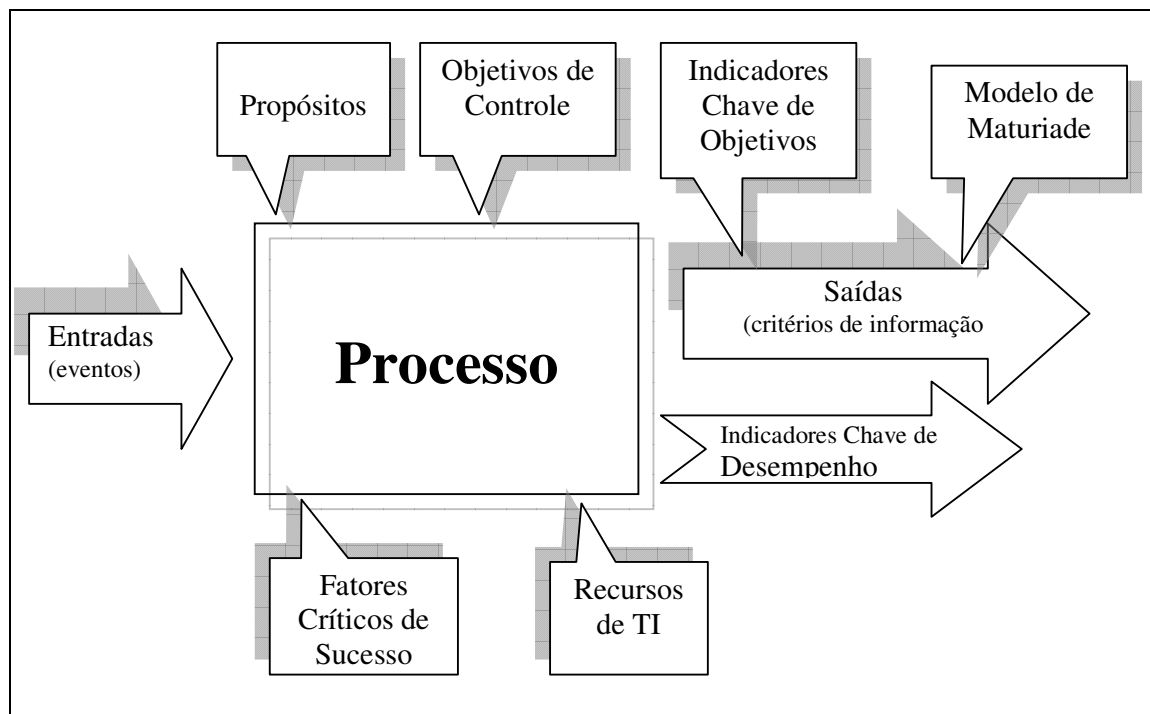 Propósitos
Objetivos de
Controle
Indicadores
Chave de
Objetivos
Modelo de
Maturiade
Entradas
(eventos)
Processo
Saídas
(critérios de informação
Indicadores Chave de
Desempenho
Fatores
Críticos de
Sucesso
Recursos
de TI